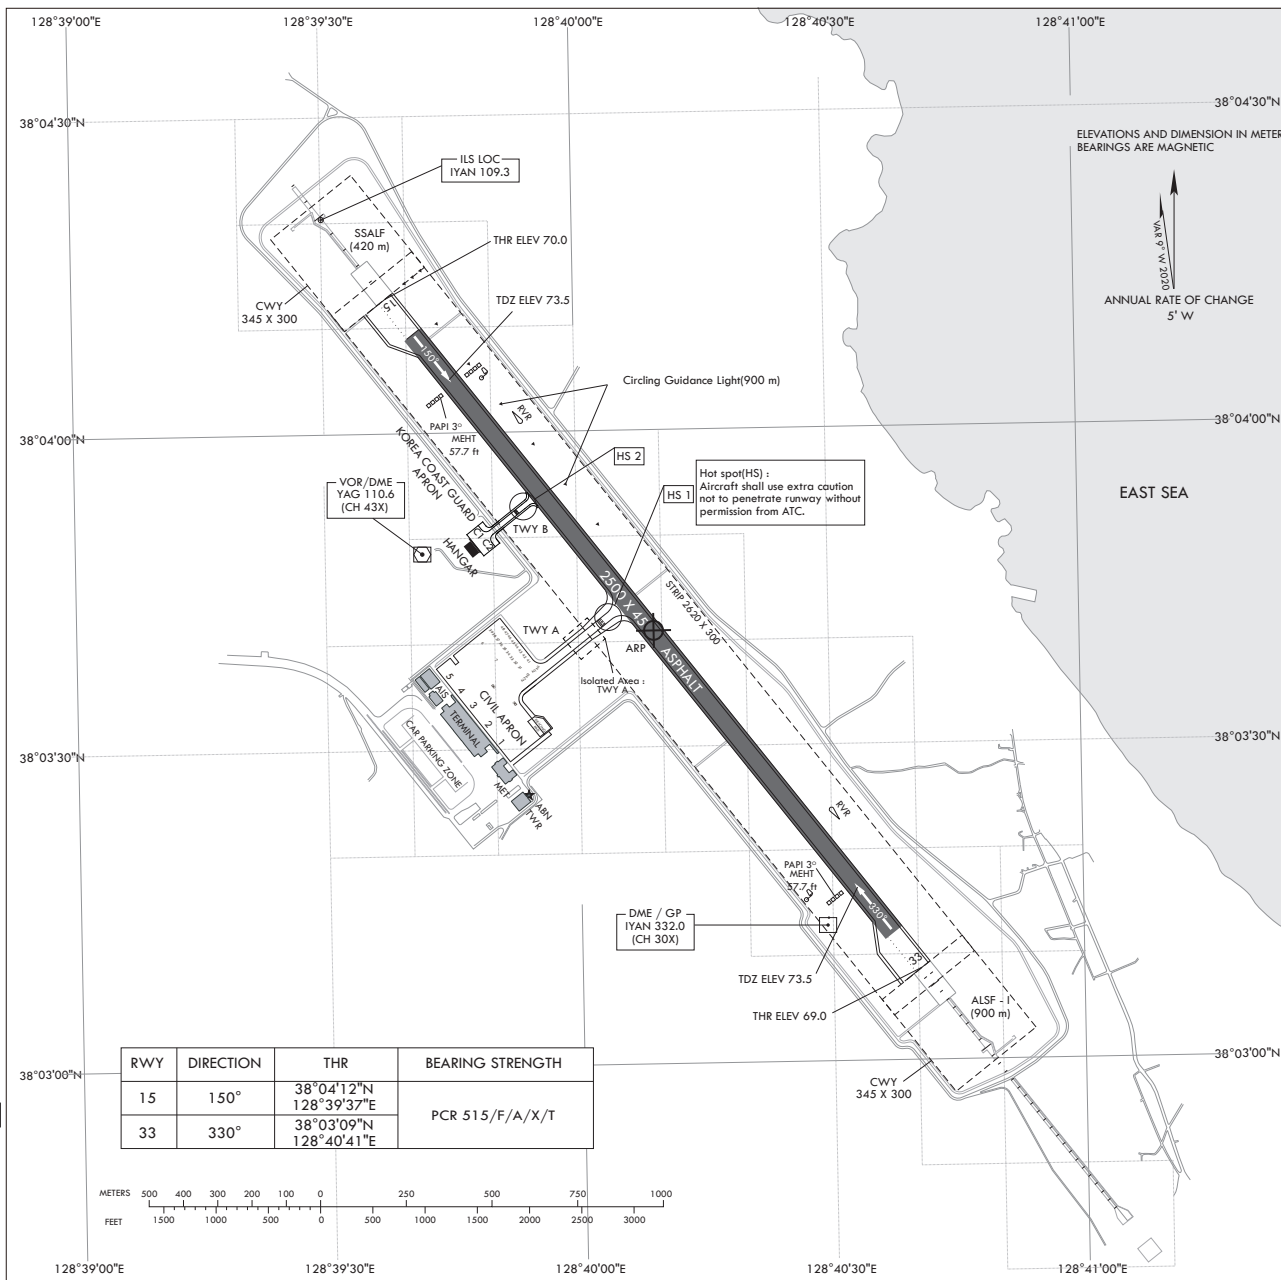 128°39'00"E
128°39'30"E
128°40'00"E
128°40'30"E
128°41'00"E
38°04'30"N
38°04'30"N
ELEVATIONS AND DIMENSION IN METER
BEARINGS ARE MAGNETIC
VAR 9° W 2020
ANNUAL RATE OF CHANGE
5' W
ILS LOC
IYAN 109.3
SSALF
(420 m)
THR ELEV 70.0
TDZ ELEV 73.5
CWY
345 X 300
15
150°
Circling Guidance Light(900 m)
RVR
PAPI 3°
MEHT
57.7 ft
38°04'00"N
38°04'00"N
KOREA COAST GUARD
APRON
HS 2
HS 1
Hot spot(HS) :
Aircraft shall use extra caution
not to penetrate runway without
permission from ATC.
EAST SEA
VOR/DME
YAG 110.6
(CH 43X)
C1 C2
HANGAR
TWY B
2500 X 45
ASPHALT
STRIP 2620 X 300
TWY A
ARP
Isolated Area :
TWY A
5
4
3
2
1
CIVIL APRON
AIS
TERMINAL
CAR PARKING ZONE
MET
ABN
TWR
38°03'30"N
38°03'30"N
RVR
PAPI 3°
MEHT
57.7 ft
330°
DME / GP
IYAN 332.0
(CH 30X)
33
TDZ ELEV 73.5
THR ELEV 69.0
ALSF - I
(900 m)
CWY
345 X 300
38°03'00"N
38°03'00"N
RWY DIRECTION THR BEARING STRENGTH
15 150° 38°04'12"N
128°39'37"E
PCR 515/F/A/X/T
33 330° 38°03'09"N
128°40'41"E
METERS 500 400 300 200 100 0 250 500 750 1000
FEET 1500 1000 500 0 500 1000 1500 2000 2500 3000
128°39'00"E
128°39'30"E
128°40'00"E
128°40'30"E
128°41'00"E